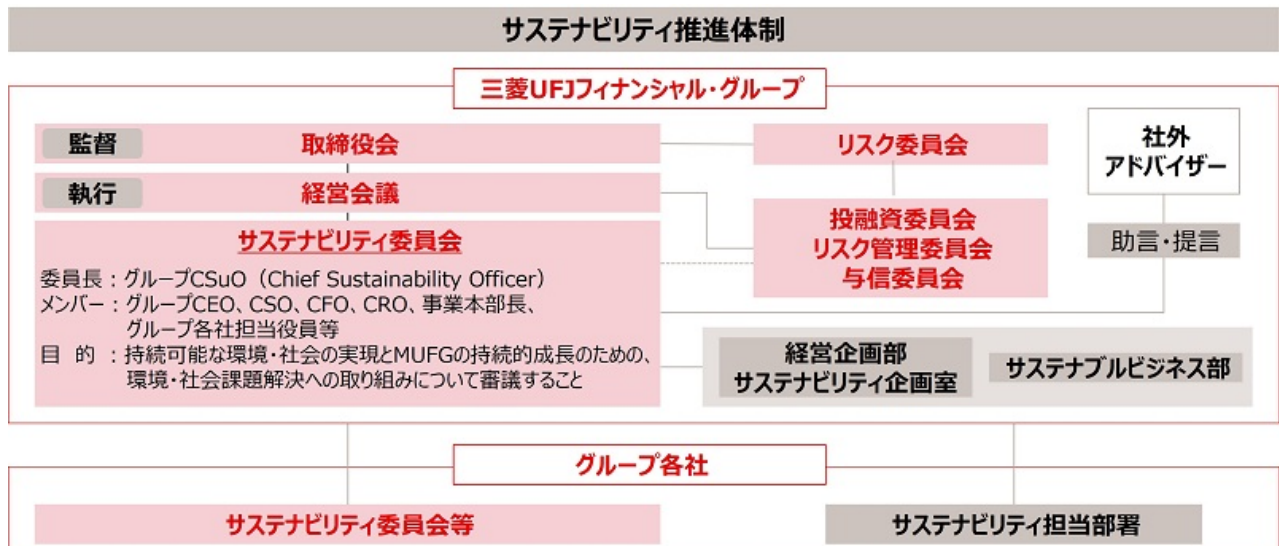 サステナビリティ推進体制
三菱UFJフィナンシャル・グループ
監督
取締役会
リスク委員会
社外
アドバイザー
執行
経営会議
投融資委員会
リスク管理委員会
与信委員会
助言・提言
サステナビリティ委員会
委員長：グループCSuO（Chief Sustainability Officer）
メンバー：グループCEO、CSO、CFO、CRO、事業本部長、
グループ各社担当役員等
目 的 ：持続可能な環境・社会の実現とMUFGの持続的成長のための、
環境・社会課題解決への取り組みについて審議すること
経営企画部
サステナビリティ企画室
サステナブルビジネス部
グループ各社
サステナビリティ委員会等
サステナビリティ担当部署